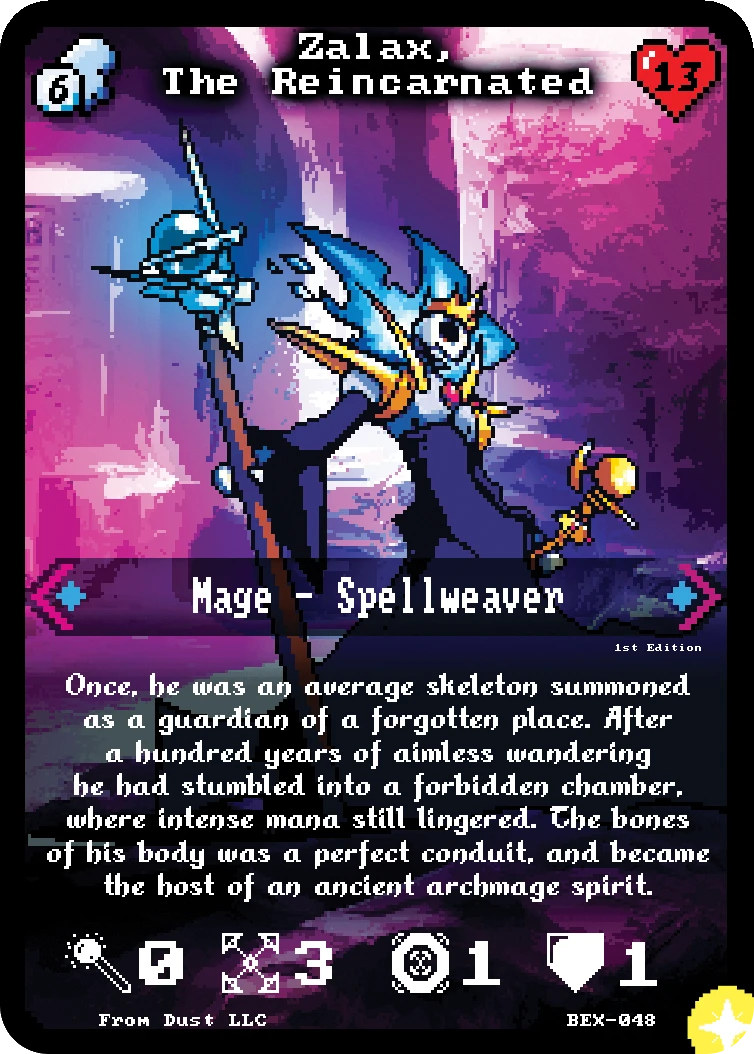 Zalax,
6
The Reincarnated
13
Mage - Spellweaver
1st Edition
Once, he was an average skeleton summoned
as a guardian of a forgotten place. After
a hundred years of aimless wandering
he had stumbled into a forbidden chamber,
where intense mana still lingered. The bones
of his body was a perfect conduit, and became
the host of an ancient archmage spirit.
0 3 1 1
From Dust LLC BEX-048